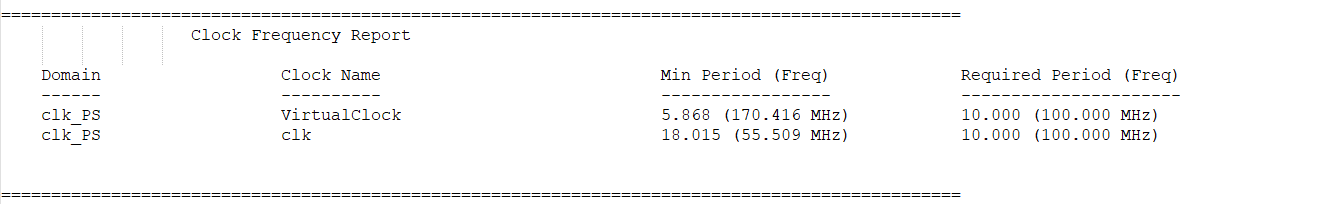 ================================================================================================
Clock Frequency Report
Domain Clock Name Min Period (Freq) Required Period (Freq)
------ ---------- ----------------- ----------------------
clk_PS VirtualClock 5.868 (170.416 MHz) 10.000 (100.000 MHz)
clk_PS clk 18.015 (55.509 MHz) 10.000 (100.000 MHz)
================================================================================================